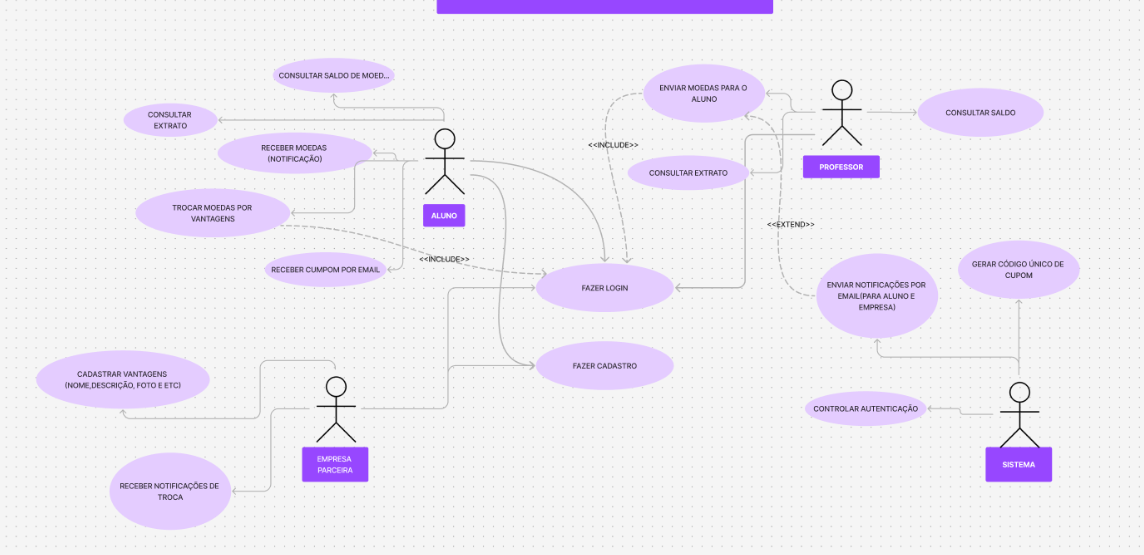 CONSULTAR SALDO DE MOED...
CONSULTAR
EXTRATO
RECEBER MOEDAS
(NOTIFICAÇÃO)
TROCAR MOEDAS POR
VANTAGENS
RECEBER CUMPOM POR EMAIL
ALUNO
<<INCLUDE>>
ENVIAR MOEDAS PARA O
ALUNO
<<INCLUDE>>
CONSULTAR EXTRATO
CONSULTAR SALDO
PROFESSOR
<<EXTEND>>
FAZER LOGIN
FAZER CADASTRO
ENVIAR NOTIFICAÇÕES POR
EMAIL(PARA ALUNO E
EMPRESA)
GERAR CÓDIGO ÚNICO DE
CUPOM
CONTROLAR AUTENTICAÇÃO
SISTEMA
CADASTRAR VANTAGENS
(NOME,DESCRIÇÃO, FOTO E ETC)
EMPRESA
PARCEIRA
RECEBER NOTIFICAÇÕES DE
TROCA